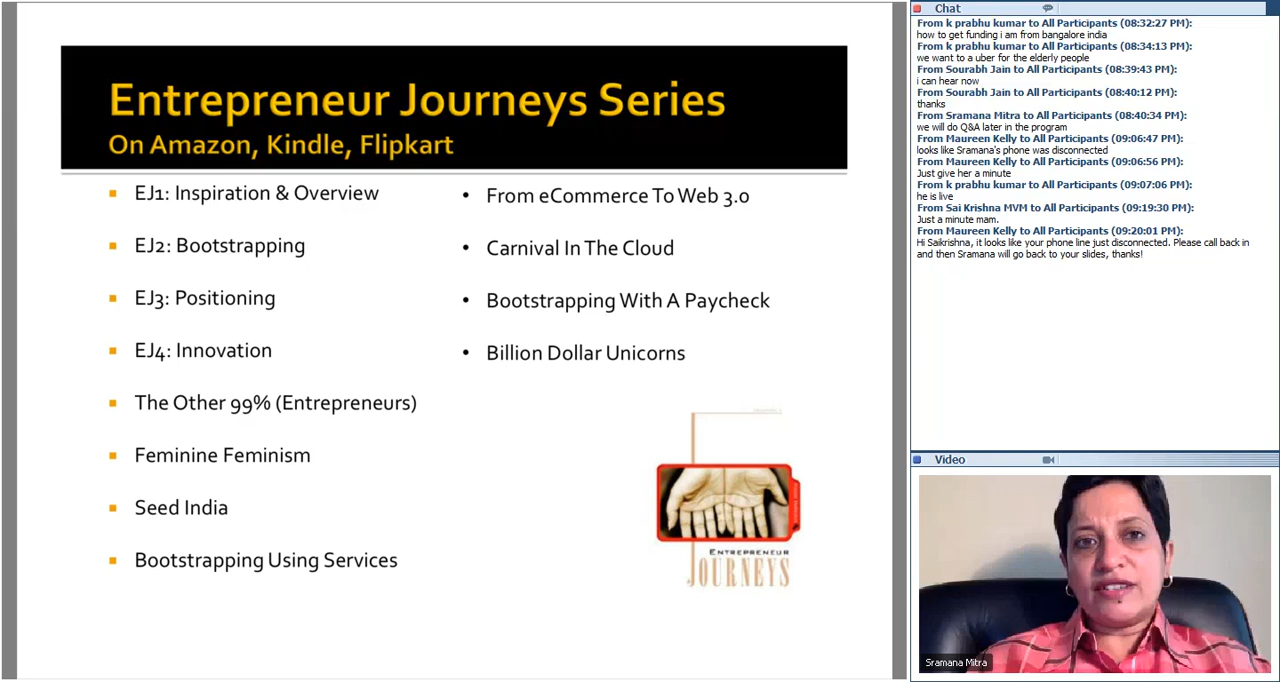 Entrepreneur Journeys Series
On Amazon, Kindle, Flipkart
EJ1: Inspiration & Overview
EJ2: Bootstrapping
EJ3: Positioning
EJ4: Innovation
The Other 99% (Entrepreneurs)
Feminine Feminism
Seed India
Bootstrapping Using Services
• From eCommerce To Web 3.0
• Carnival In The Cloud
• Bootstrapping With A Paycheck
• Billion Dollar Unicorns
ENTREPRENEUR
JOURNEYS
Chat
From k prabhu kumar to All Participants (08:32:27 PM):
how to get funding i am from bangalore india
From k prabhu kumar to All Participants (08:34:13 PM):
we want to a uber for the elderly people
From Sourabh Jain to All Participants (08:39:43 PM):
i can hear now
From Sourabh Jain to All Participants (08:40:12 PM):
thanks
From Sramana Mitra to All Participants (08:40:34 PM):
we will do Q&A later in the program
From Maureen Kelly to All Participants (09:06:47 PM):
looks like Sramana's phone was disconnected
From Maureen Kelly to All Participants (09:06:56 PM):
Just give her a minute
From k prabhu kumar to All Participants (09:07:06 PM):
he is live
From Sai Krishna MVM to All Participants (09:19:30 PM):
Just a minute mam.
From Maureen Kelly to All Participants (09:20:01 PM):
Hi Saikrishna, it looks like your phone line just disconnected. Please call back in
and then Sramana will go back to your slides, thanks!
Video
Sramana Mitra